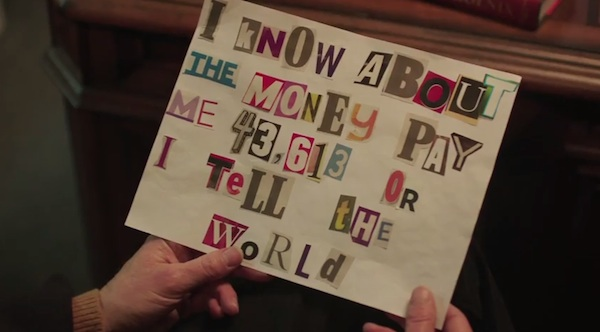 I KNOW ABOUT
THE MONEY PAY
ME 43,613 OR
I TeLL thE
WoRLd